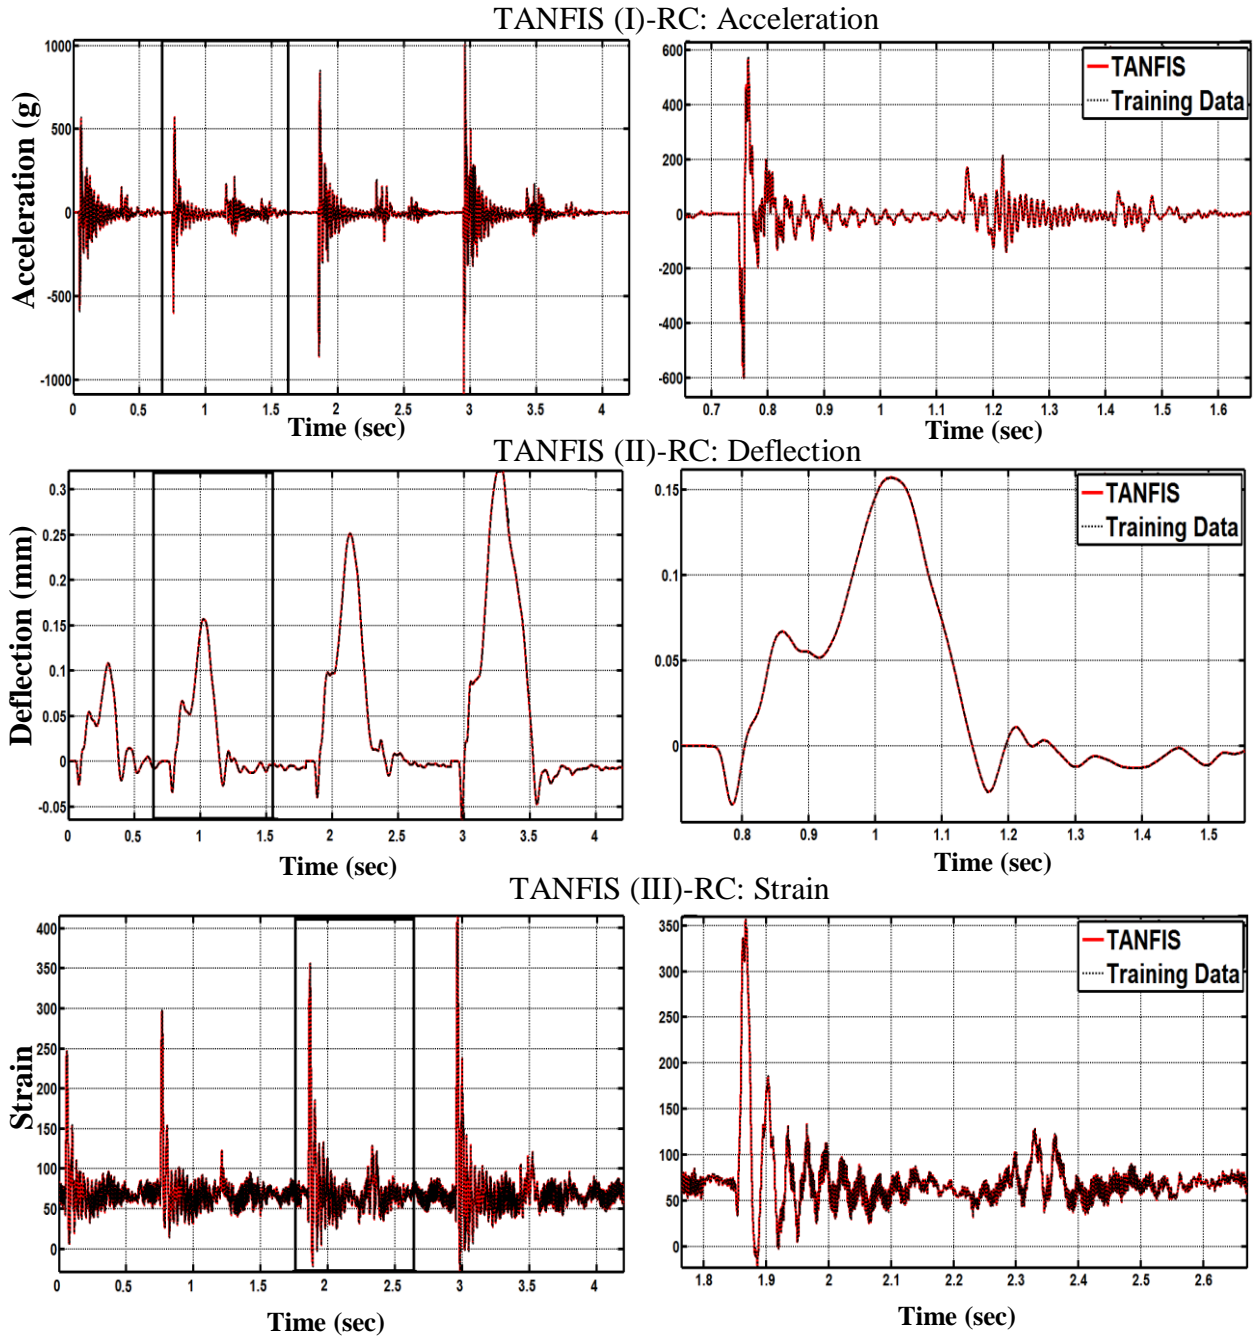 TANFIS (I)-RC: Acceleration
Acceleration (g)
1000
500
0
-500
-1000
0 0.5 1 1.5 2 2.5 3 3.5 4
Time (sec)
600
400
200
0
-200
-400
-600
0.7 0.8 0.9 1 1.1 1.2 1.3 1.4 1.5 1.6
Time (sec)
TANFIS
Training Data
TANFIS (II)-RC: Deflection
Deflection (mm)
0.3
0.25
0.2
0.15
0.1
0.05
0
-0.05
0 0.5 1 1.5 2 2.5 3 3.5 4
Time (sec)
0.15
0.1
0.05
0
0.8 0.9 1 1.1 1.2 1.3 1.4 1.5
Time (sec)
TANFIS
Training Data
TANFIS (III)-RC: Strain
Strain
400
350
300
250
200
150
100
50
0
0 0.5 1 1.5 2 2.5 3 3.5 4
Time (sec)
350
300
250
200
150
100
50
0
1.8 1.9 2 2.1 2.2 2.3 2.4 2.5 2.6
Time (sec)
TANFIS
Training Data